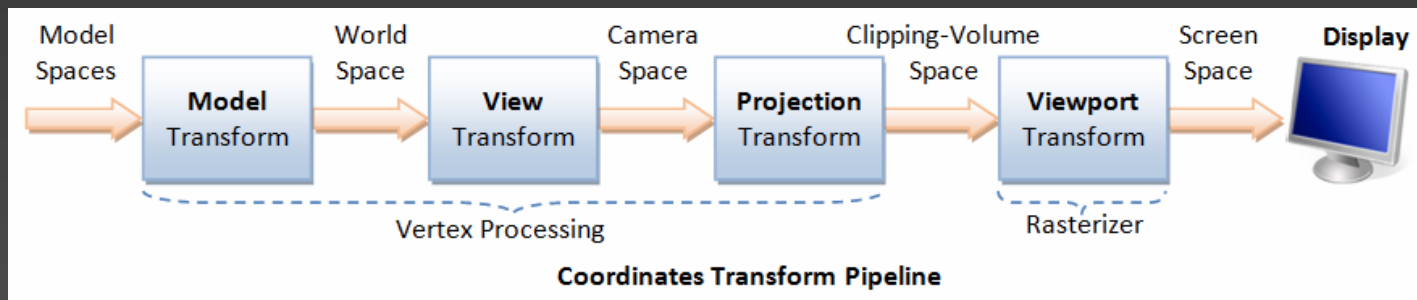 Model
Spaces
World
Space
Camera
Space
Clipping-Volume
Space
Screen
Space
Display
Model
Transform
View
Transform
Projection
Transform
Viewport
Transform
Vertex Processing
Rasterizer
Coordinates Transform Pipeline